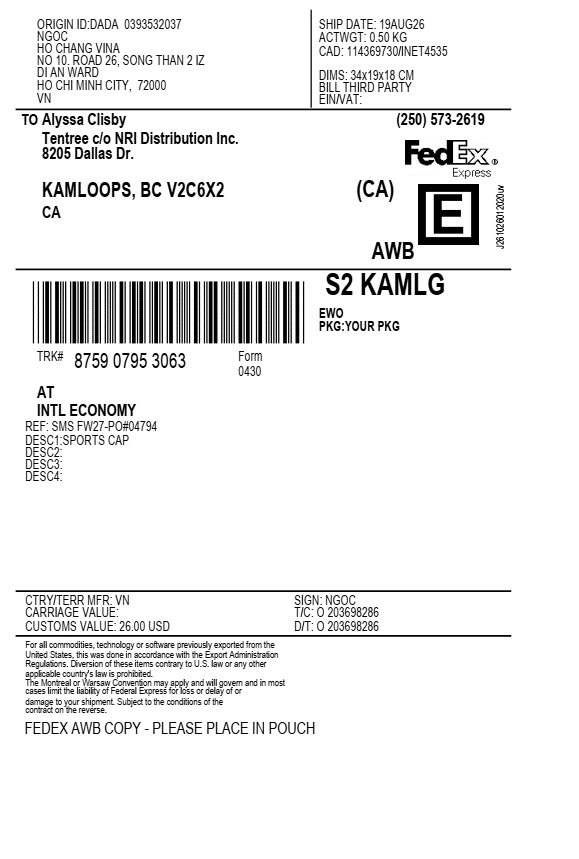 ORIGIN ID:DADA  0393532037
NGOC
HO CHANG VINA
NO 10. ROAD 26, SONG THAN 2 IZ
DI AN WARD
HO CHI MINH CITY,  72000
VN
SHIP DATE: 19AUG26
ACTWGT: 0.50 KG
CAD: 114369730/INET4535
DIMS: 34x19x18 CM
BILL THIRD PARTY
EIN/VAT:
TO Alyssa Clisby
(250) 573-2619
Tentree c/o NRI Distribution Inc.
8205 Dallas Dr.
KAMLOOPS, BC V2C6X2
(CA)
CA
FedEx®
Express
E
J261026012020uv
AWB
S2 KAMLG
EWO
PKG:YOUR PKG
TRK# 8759 0795 3063
Form
0430
AT
INTL ECONOMY
REF: SMS FW27-PO#04794
DESC1:SPORTS CAP
DESC2:
DESC3:
DESC4:
CTRY/TERR MFR: VN
CARRIAGE VALUE:
CUSTOMS VALUE: 26.00 USD
SIGN: NGOC
T/C: O 203698286
D/T: O 203698286
For all commodities, technology or software previously exported from the
United States, this was done in accordance with the Export Administration
Regulations. Diversion of these items contrary to U.S. law or any other
applicable country's law is prohibited.
The Montreal or Warsaw Convention may apply and will govern and in most
cases limit the liability of Federal Express for loss or delay of or
damage to your shipment. Subject to the conditions of the
contract on the reverse.
FEDEX AWB COPY - PLEASE PLACE IN POUCH